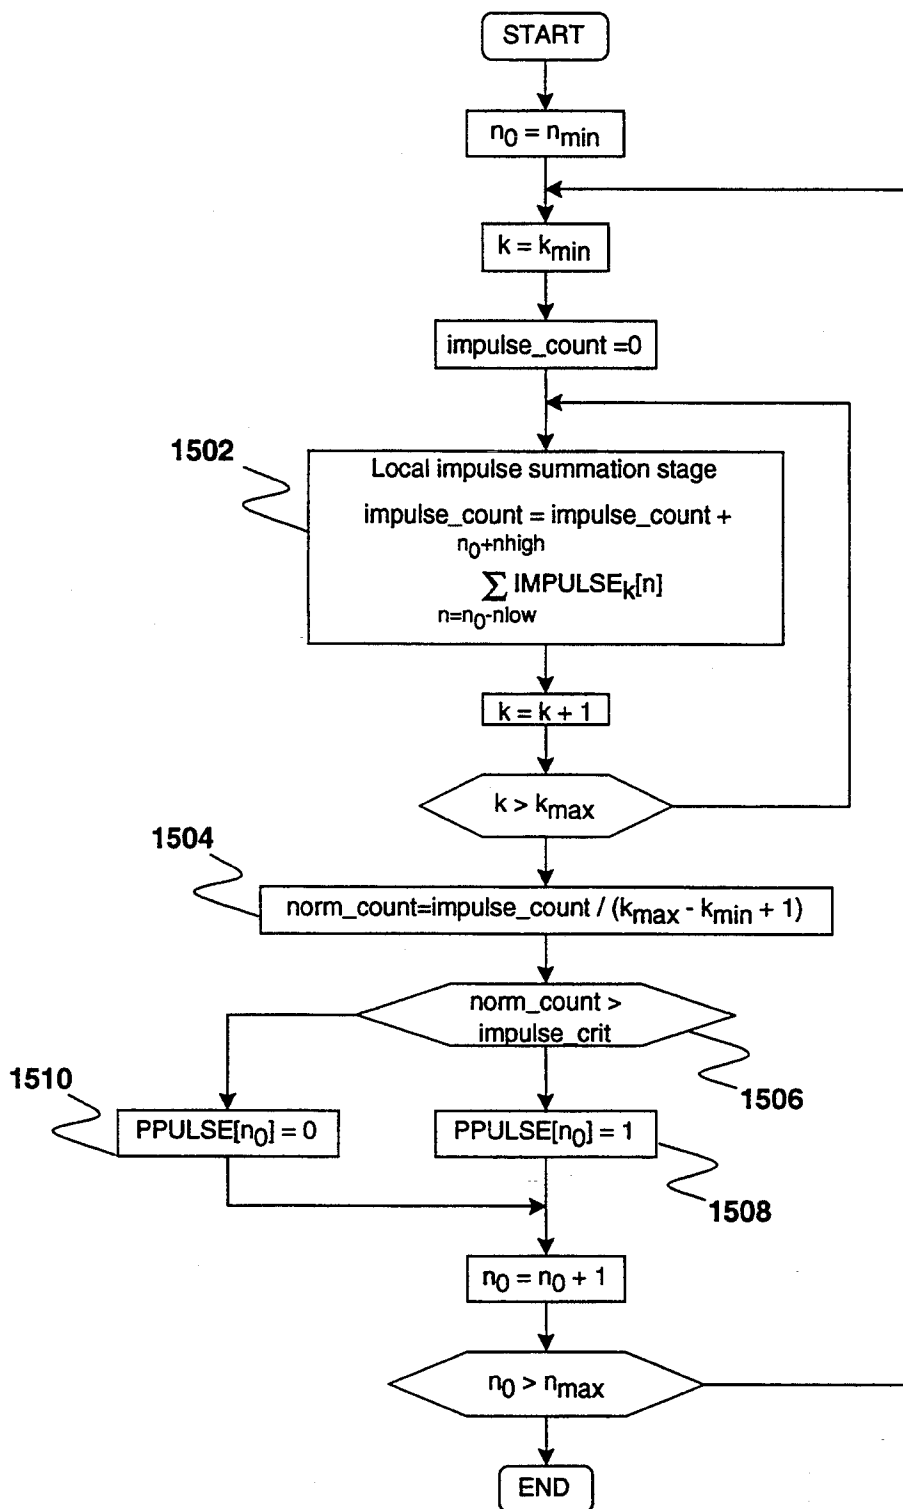 START
n0 = nmin
k = kmin
impulse_count =0
1502
Local impulse summation stage
impulse_count = impulse_count +
n0+nhigh
∑ IMPULSEk[n]
n=n0-nlow
k = k + 1
k > kmax
1504
norm_count=impulse_count / (kmax - kmin + 1)
norm_count >
impulse_crit
1506
1510
PPULSE[n0] = 0
PPULSE[n0] = 1
1508
n0 = n0 + 1
n0 > nmax
END